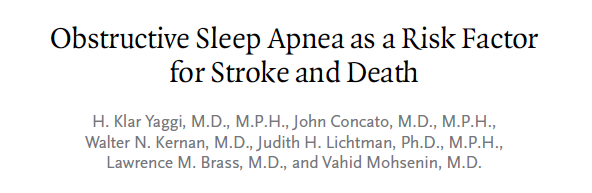 Obstructive Sleep Apnea as a Risk Factor
for Stroke and Death
H. Klar Yaggi, M.D., M.P.H., John Concato, M.D., M.P.H.,
Walter N. Kernan, M.D., Judith H. Lichtman, Ph.D., M.P.H.,
Lawrence M. Brass, M.D., and Vahid Mohsenin, M.D.